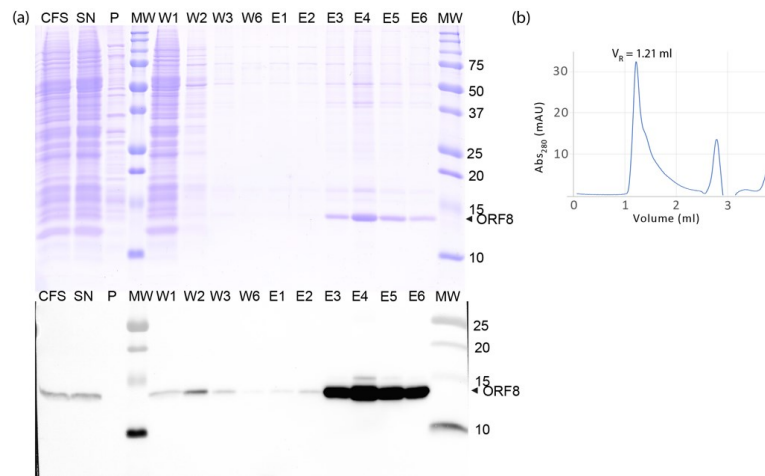 (a)
CFS SN P MW W1 W2 W3 W6 E1 E2 E3 E4 E5 E6 MW
75
50
37
25
20
15
ORF8
10
CFS SN P MW W1 W2 W3 W6 E1 E2 E3 E4 E5 E6 MW
25
20
15
ORF8
10
(b)
V_R = 1.21 ml
Abs280 (mAU)
30
20
10
0 1 2 3
Volume (ml)